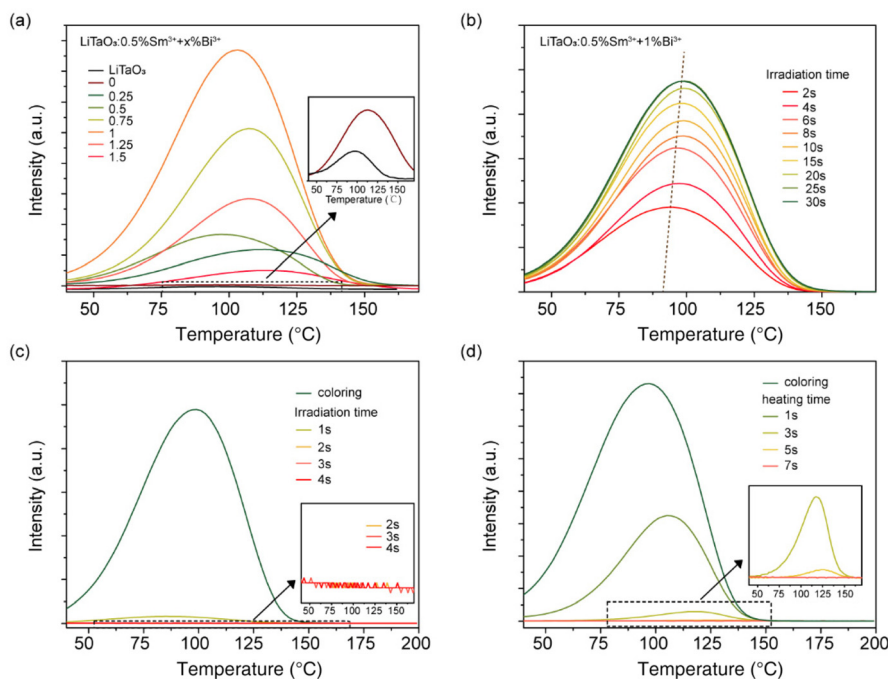 (a)
LiTaO₃:0.5%Sm³⁺+x%Bi³⁺
LiTaO₃
0
0.25
0.5
0.75
1
1.25
1.5
50 75 100 125 150
Temperature (℃)
Intensity (a.u.)
50 75 100 125 150
Temperature (°C)
(b)
LiTaO₃:0.5%Sm³⁺+1%Bi³⁺
Irradiation time
2s
4s
6s
8s
10s
15s
20s
25s
30s
Intensity (a.u.)
50 75 100 125 150
Temperature (°C)
(c)
coloring
Irradiation time
1s
2s
3s
4s
2s
3s
4s
50 75 100 125 150
Intensity (a.u.)
50 75 100 125 150 175 200
Temperature (°C)
(d)
coloring
heating time
1s
3s
5s
7s
50 75 100 125 150
Intensity (a.u.)
50 75 100 125 150 175 200
Temperature (°C)